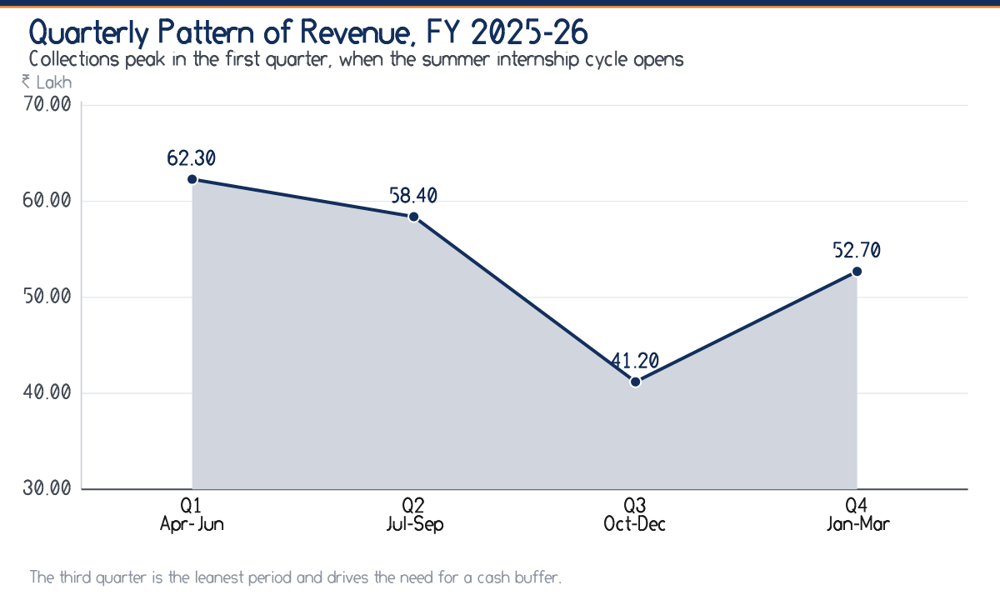 Quarterly Pattern of Revenue, FY 2025-26
Collections peak in the first quarter, when the summer internship cycle opens
₹ Lakh
70.00
62.30
60.00
58.40
52.70
50.00
41.20
40.00
30.00
Q1 Q2 Q3 Q4
Apr-Jun Jul-Sep Oct-Dec Jan-Mar
The third quarter is the leanest period and drives the need for a cash buffer.